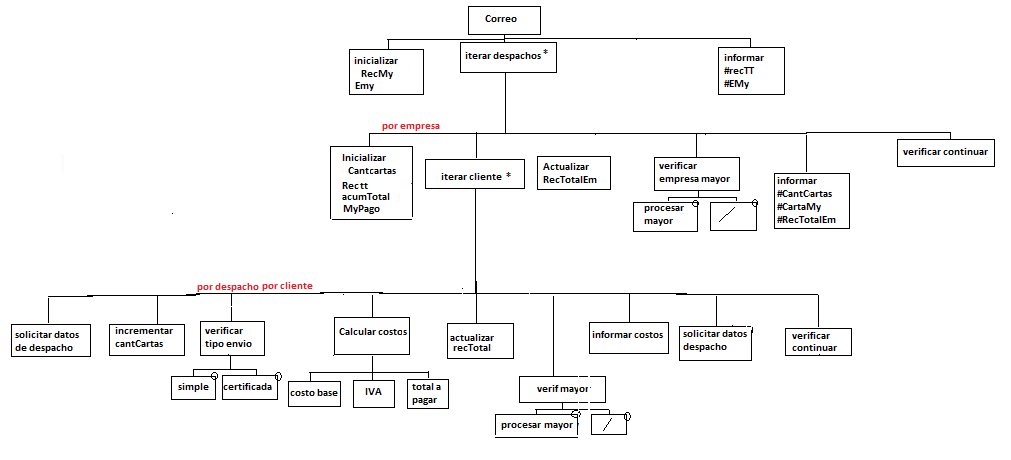 Correo
inicializar
RecMy
Emy
iterar despachos *
informar
#recTT
#EMy
por empresa
Inicializar
Cantcartas
Rec tt
acumTotal
MyPago
iterar cliente *
Actualizar
RecTotalEm
verificar
empresa mayor
procesar
mayor
informar
#CantCartas
#CartaMy
#RecTotalEm
verificar continuar
por despacho por cliente
solicitar datos
de despacho
incrementar
cantCartas
verificar
tipo envio
simple
certificada
Calcular costos
costo base
IVA
total a
pagar
actualizar
recTotal
verif mayor
procesar mayor
informar costos
solicitar datos
despacho
verificar
continuar